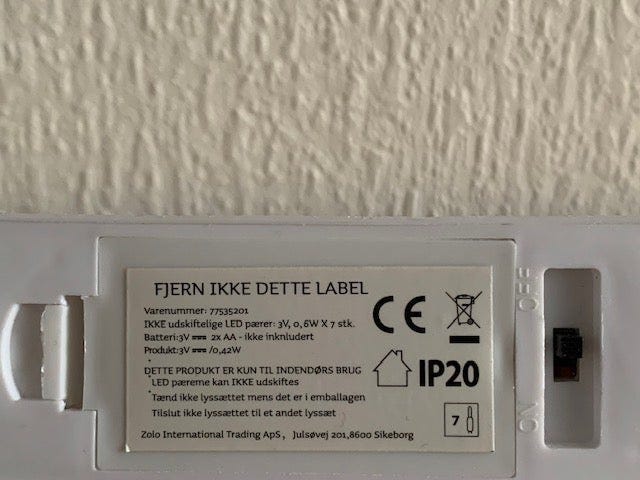 FJERN IKKE DETTE LABEL
Varenummer: 77535201
IKKE udskiftelige LED pærer: 3V, 0,6W X 7 stk.
Batteri:3V 2x AA - ikke inknludert
Produkt:3V /0,42W
DETTE PRODUKT ER KUN TIL INDENDØRS BRUG
LED pærerne kan IKKE udskiftes
Tænd ikke lyssættet mens det er i emballagen
Tilslut ikke lyssættet til et andet lyssæt
Zolo International Trading ApS, Julsøvej 201,8600 Sikeborg
CE
IP20
7
OFF
ON